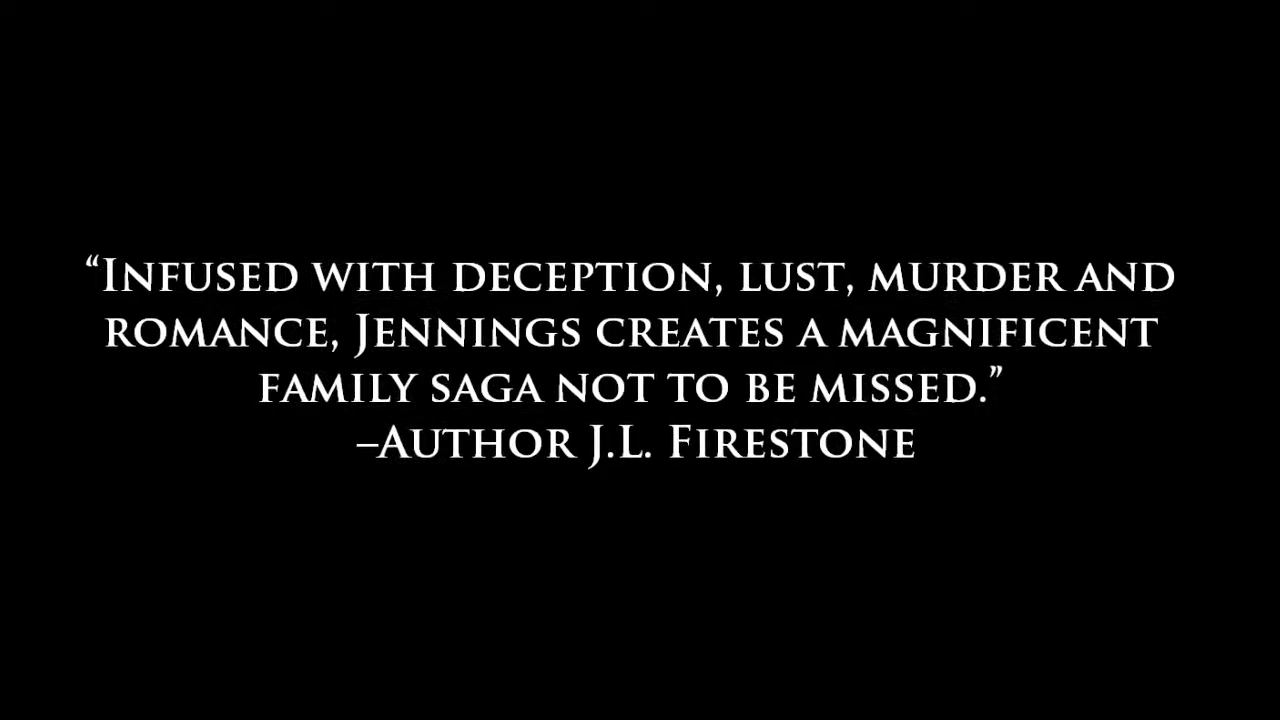 “Infused with deception, lust, murder and
romance, Jennings creates a magnificent
family saga not to be missed.”
–Author J.L. Firestone